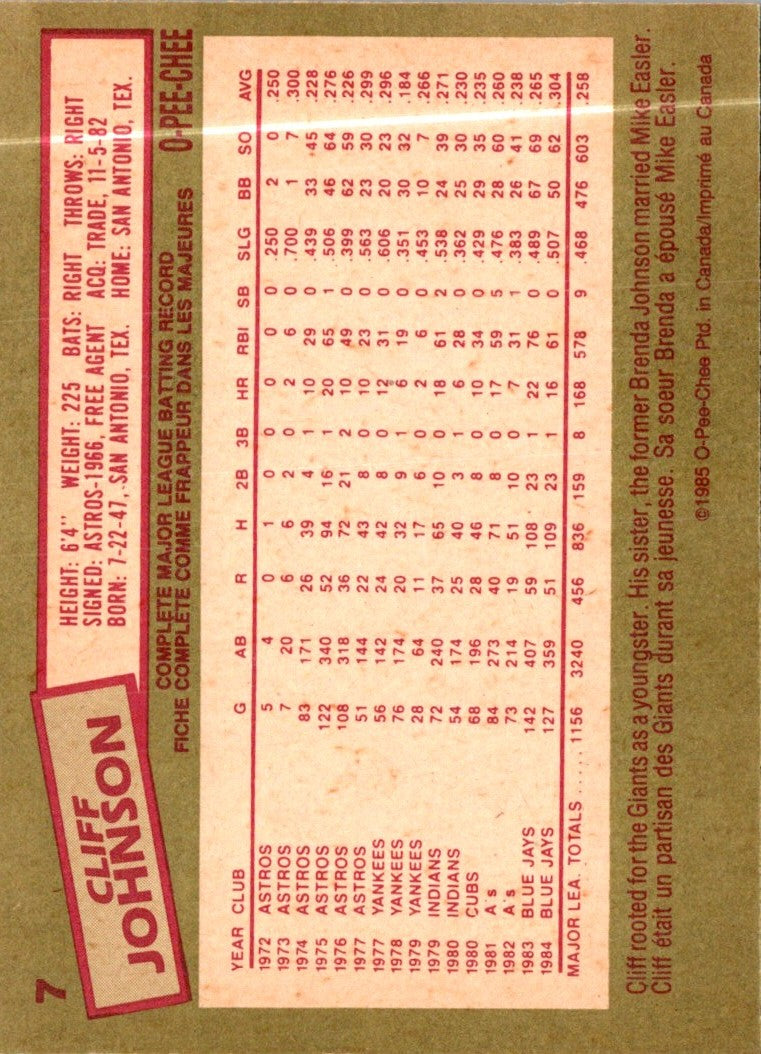 7
CLIFF
JOHNSON
HEIGHT: 6'4" WEIGHT: 225 BATS: RIGHT THROWS: RIGHT
SIGNED: ASTROS-1966, FREE AGENT ACQ: TRADE, 11-5-82
BORN: 7-22-47, SAN ANTONIO, TEX. HOME: SAN ANTONIO, TEX.
COMPLETE MAJOR LEAGUE BATTING RECORD
FICHE COMPLÈTE COMME FRAPPEUR DANS LES MAJEURES O-PEE-CHEE
YEAR CLUB G AB R H 2B 3B HR RBI SB SLG BB SO AVG
1972 ASTROS 5 4 0 1 0 0 0 0 0 .250 2 0 .250
1973 ASTROS 7 20 6 6 2 0 2 6 0 .700 1 7 .300
1974 ASTROS 83 171 26 39 4 1 10 29 0 .439 33 45 .228
1975 ASTROS 122 340 52 94 16 1 20 65 1 .506 46 64 .276
1976 ASTROS 108 318 36 72 21 2 10 49 0 .399 62 59 .226
1977 ASTROS 51 144 22 43 8 0 10 23 0 .563 23 30 .299
1977 YANKEES 56 142 24 42 8 0 12 31 0 .606 20 23 .296
1978 YANKEES 76 174 20 32 9 1 6 19 0 .351 30 32 .184
1979 YANKEES 28 64 11 17 6 0 2 6 0 .453 10 7 .266
1979 INDIANS 72 240 37 65 10 0 18 61 2 .538 24 39 .271
1980 INDIANS 54 174 25 40 3 1 6 28 0 .362 25 30 .230
1980 CUBS 68 196 28 46 8 0 10 34 0 .429 29 35 .235
1981 A's 84 273 40 71 8 0 17 59 5 .476 28 60 .260
1982 A's 73 214 19 51 10 0 7 31 1 .383 26 41 .238
1983 BLUE JAYS 142 407 59 108 23 1 22 76 0 .489 67 69 .265
1984 BLUE JAYS 127 359 51 109 23 1 16 61 0 .507 50 62 .304
MAJOR LEA. TOTALS ..... 1156 3240 456 836 159 8 168 578 9 .468 476 603 .258
Cliff rooted for the Giants as a youngster. His sister, the former Brenda Johnson married Mike Easler.
Cliff était un partisan des Giants durant sa jeunesse. Sa soeur Brenda a épousé Mike Easler.
©1985 O-Pee-Chee Ptd. in Canada/Imprimé au Canada